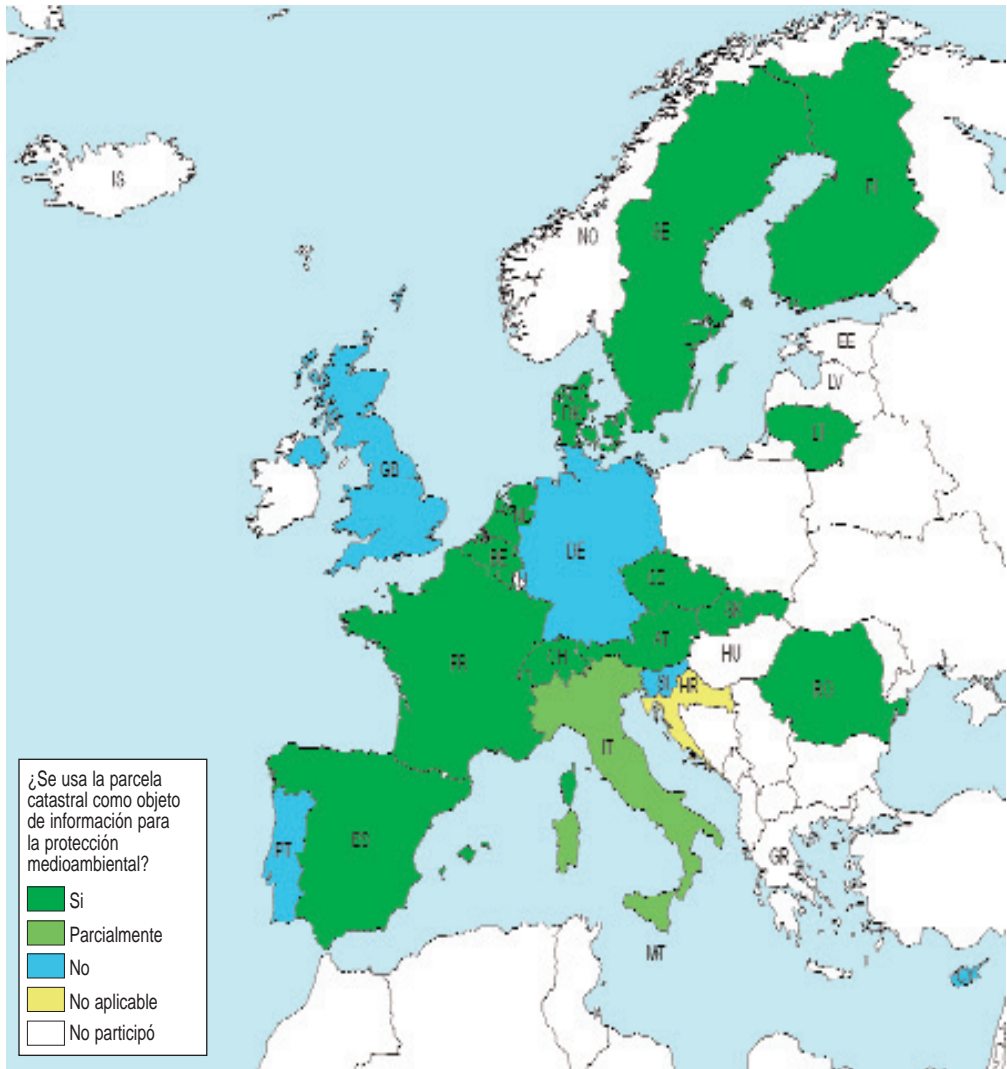 IS
NO
SE
FI
EE
LV
LT
DK
GB
NL
BE
DE
CZ
SK
AT
CH
HU
FR
RO
SI
HR
IT
ES
PT
GR
MT
¿Se usa la parcela
catastral como objeto
de información para
la protección
medioambiental?
Si
Parcialmente
No
No aplicable
No participó